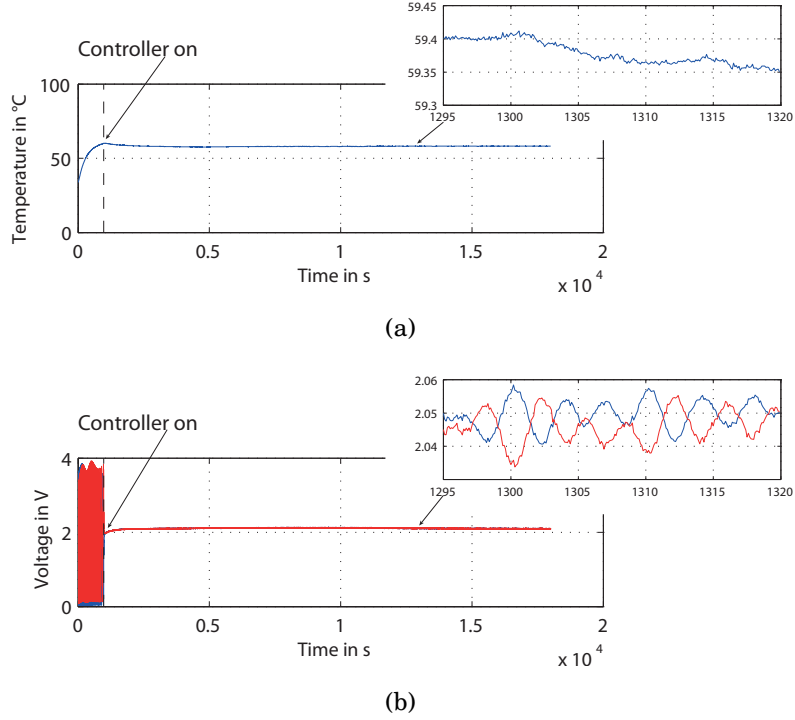 Controller on
100
50
0
Temperature in °C
0 0.5 1 1.5 2
Time in s
x 10 4
59.45
59.4
59.35
59.3
1295 1300 1305 1310 1315 1320
(a)
Controller on
4
2
0
Voltage in V
0 0.5 1 1.5 2
Time in s
x 10 4
2.06
2.05
2.04
1295 1300 1305 1310 1315 1320
(b)